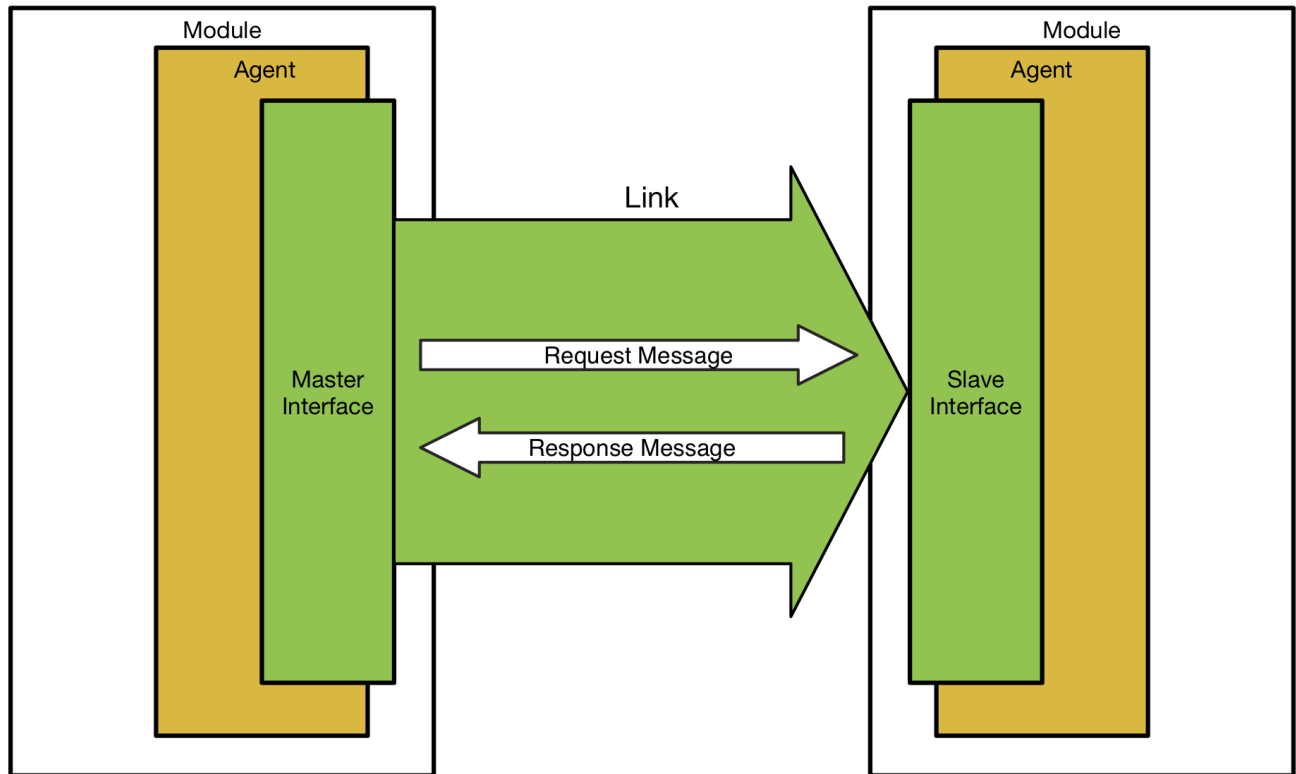 Module
Agent
Master
Interface
Link
Request Message
Response Message
Module
Agent
Slave
Interface